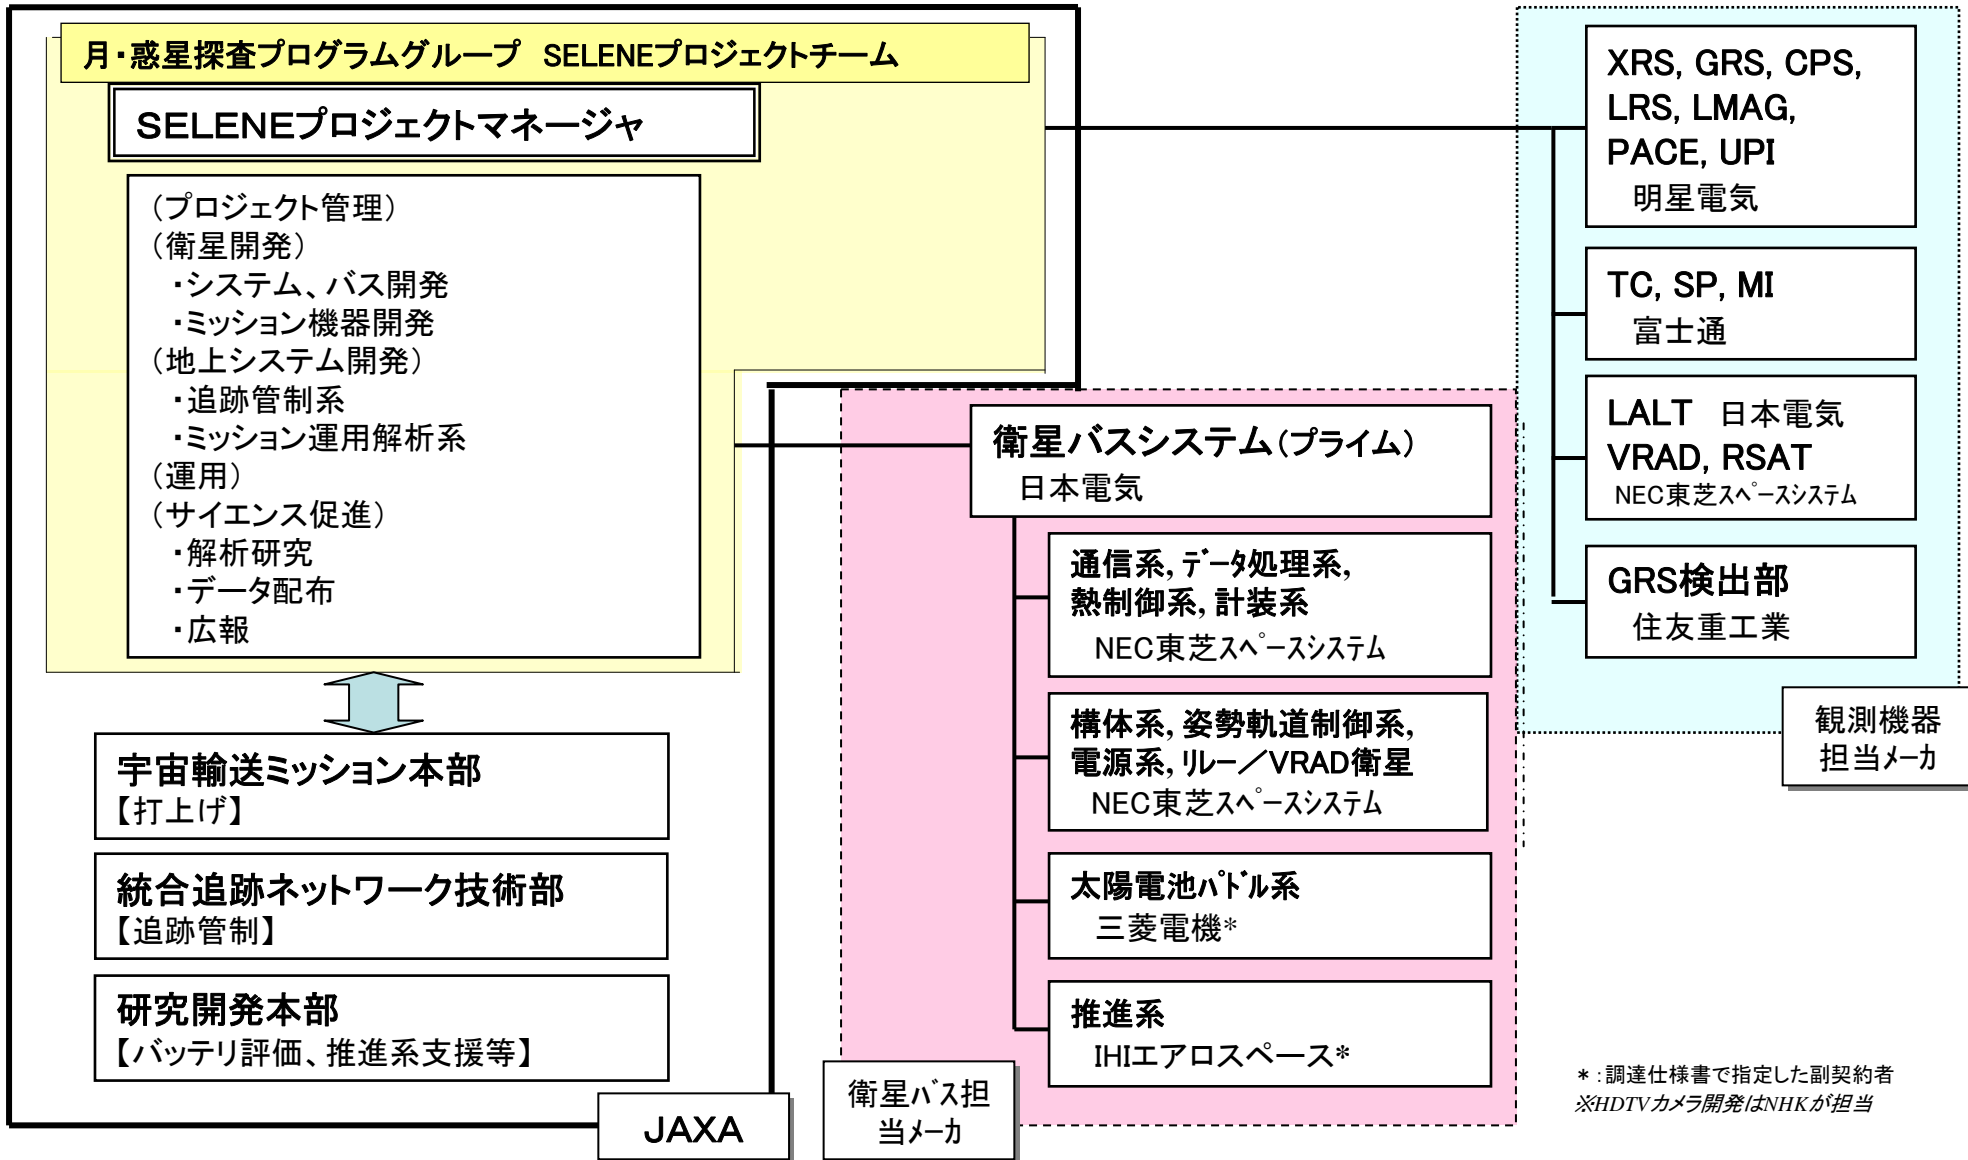 月・惑星探査プログラムグループ SELENEプロジェクトチーム
SELENEプロジェクトマネージャ
(プロジェクト管理)
(衛星開発)
・システム、バス開発
・ミッション機器開発
(地上システム開発)
・追跡管制系
・ミッション運用解析系
(運用)
(サイエンス促進)
・解析研究
・データ配布
・広報
宇宙輸送ミッション本部
【打上げ】
統合追跡ネットワーク技術部
【追跡管制】
研究開発本部
【バッテリ評価、推進系支援等】
JAXA
衛星バスシステム(プライム)
日本電気
通信系, データ処理系,
熱制御系, 計装系
NEC東芝スペースシステム
構体系, 姿勢軌道制御系,
電源系, リレー/VRAD衛星
NEC東芝スペースシステム
太陽電池パドル系
三菱電機*
推進系
IHIエアロスペース*
衛星バス担
当メーカ
XRS, GRS, CPS,
LRS, LMAG,
PACE, UPI
明星電気
TC, SP, MI
富士通
LALT 日本電気
VRAD, RSAT
NEC東芝スペースシステム
GRS検出部
住友重工業
観測機器
担当メーカ
*:調達仕様書で指定した副契約者
※HDTVカメラ開発はNHKが担当